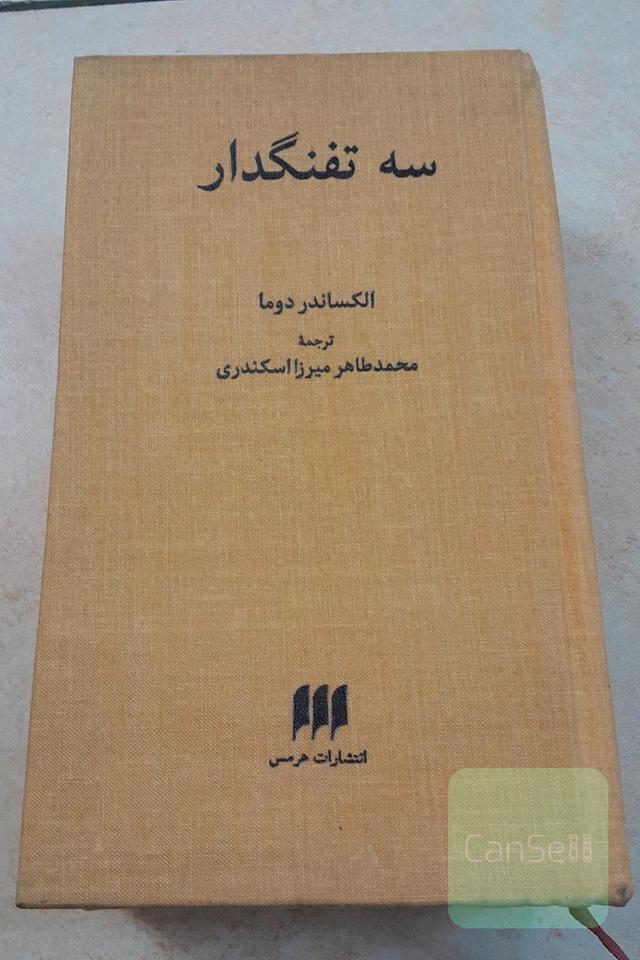 سه تفنگدار
الکساندر دوما
ترجمهٔ
محمدطاهر میرزا اسکندری
انتشارات هرمس
CanSell